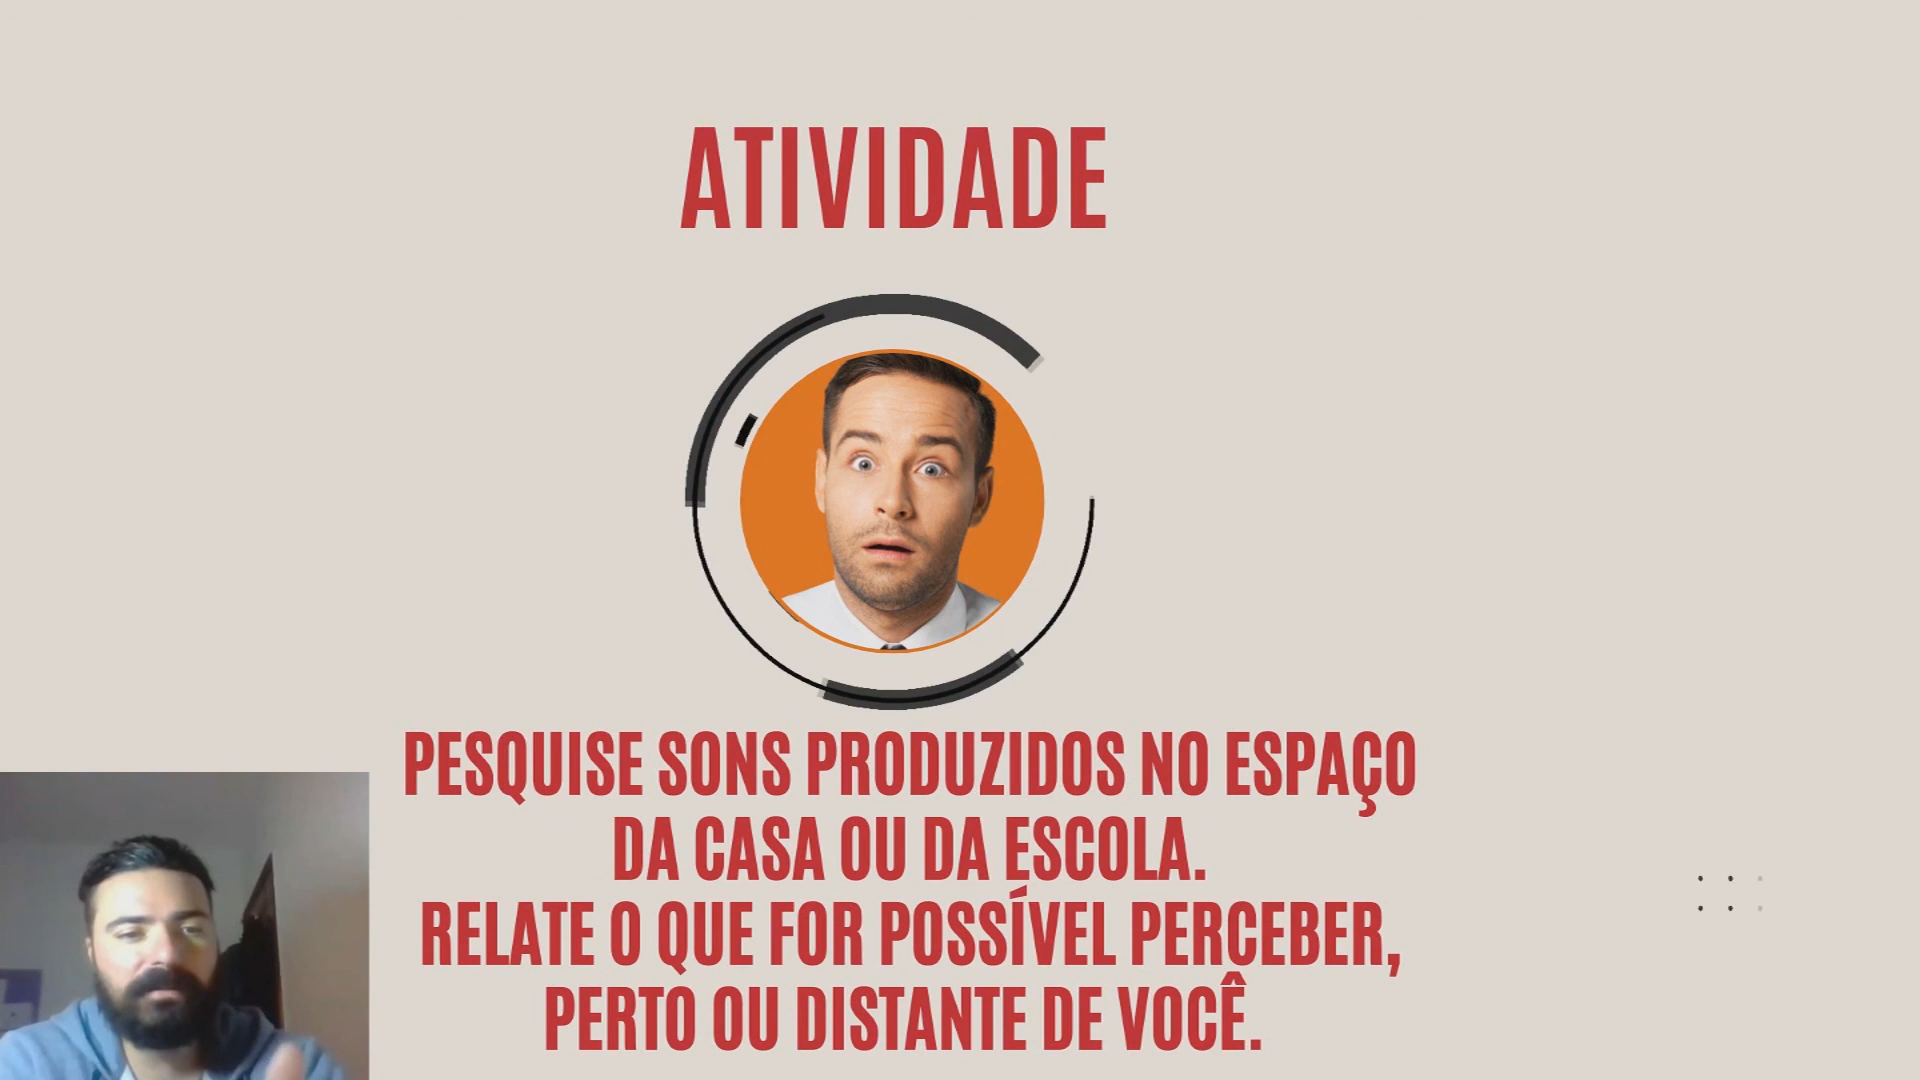 ATIVIDADE
PESQUISE SONS PRODUZIDOS NO ESPAÇO
DA CASA OU DA ESCOLA.
RELATE O QUE FOR POSSÍVEL PERCEBER,
PERTO OU DISTANTE DE VOCÊ.